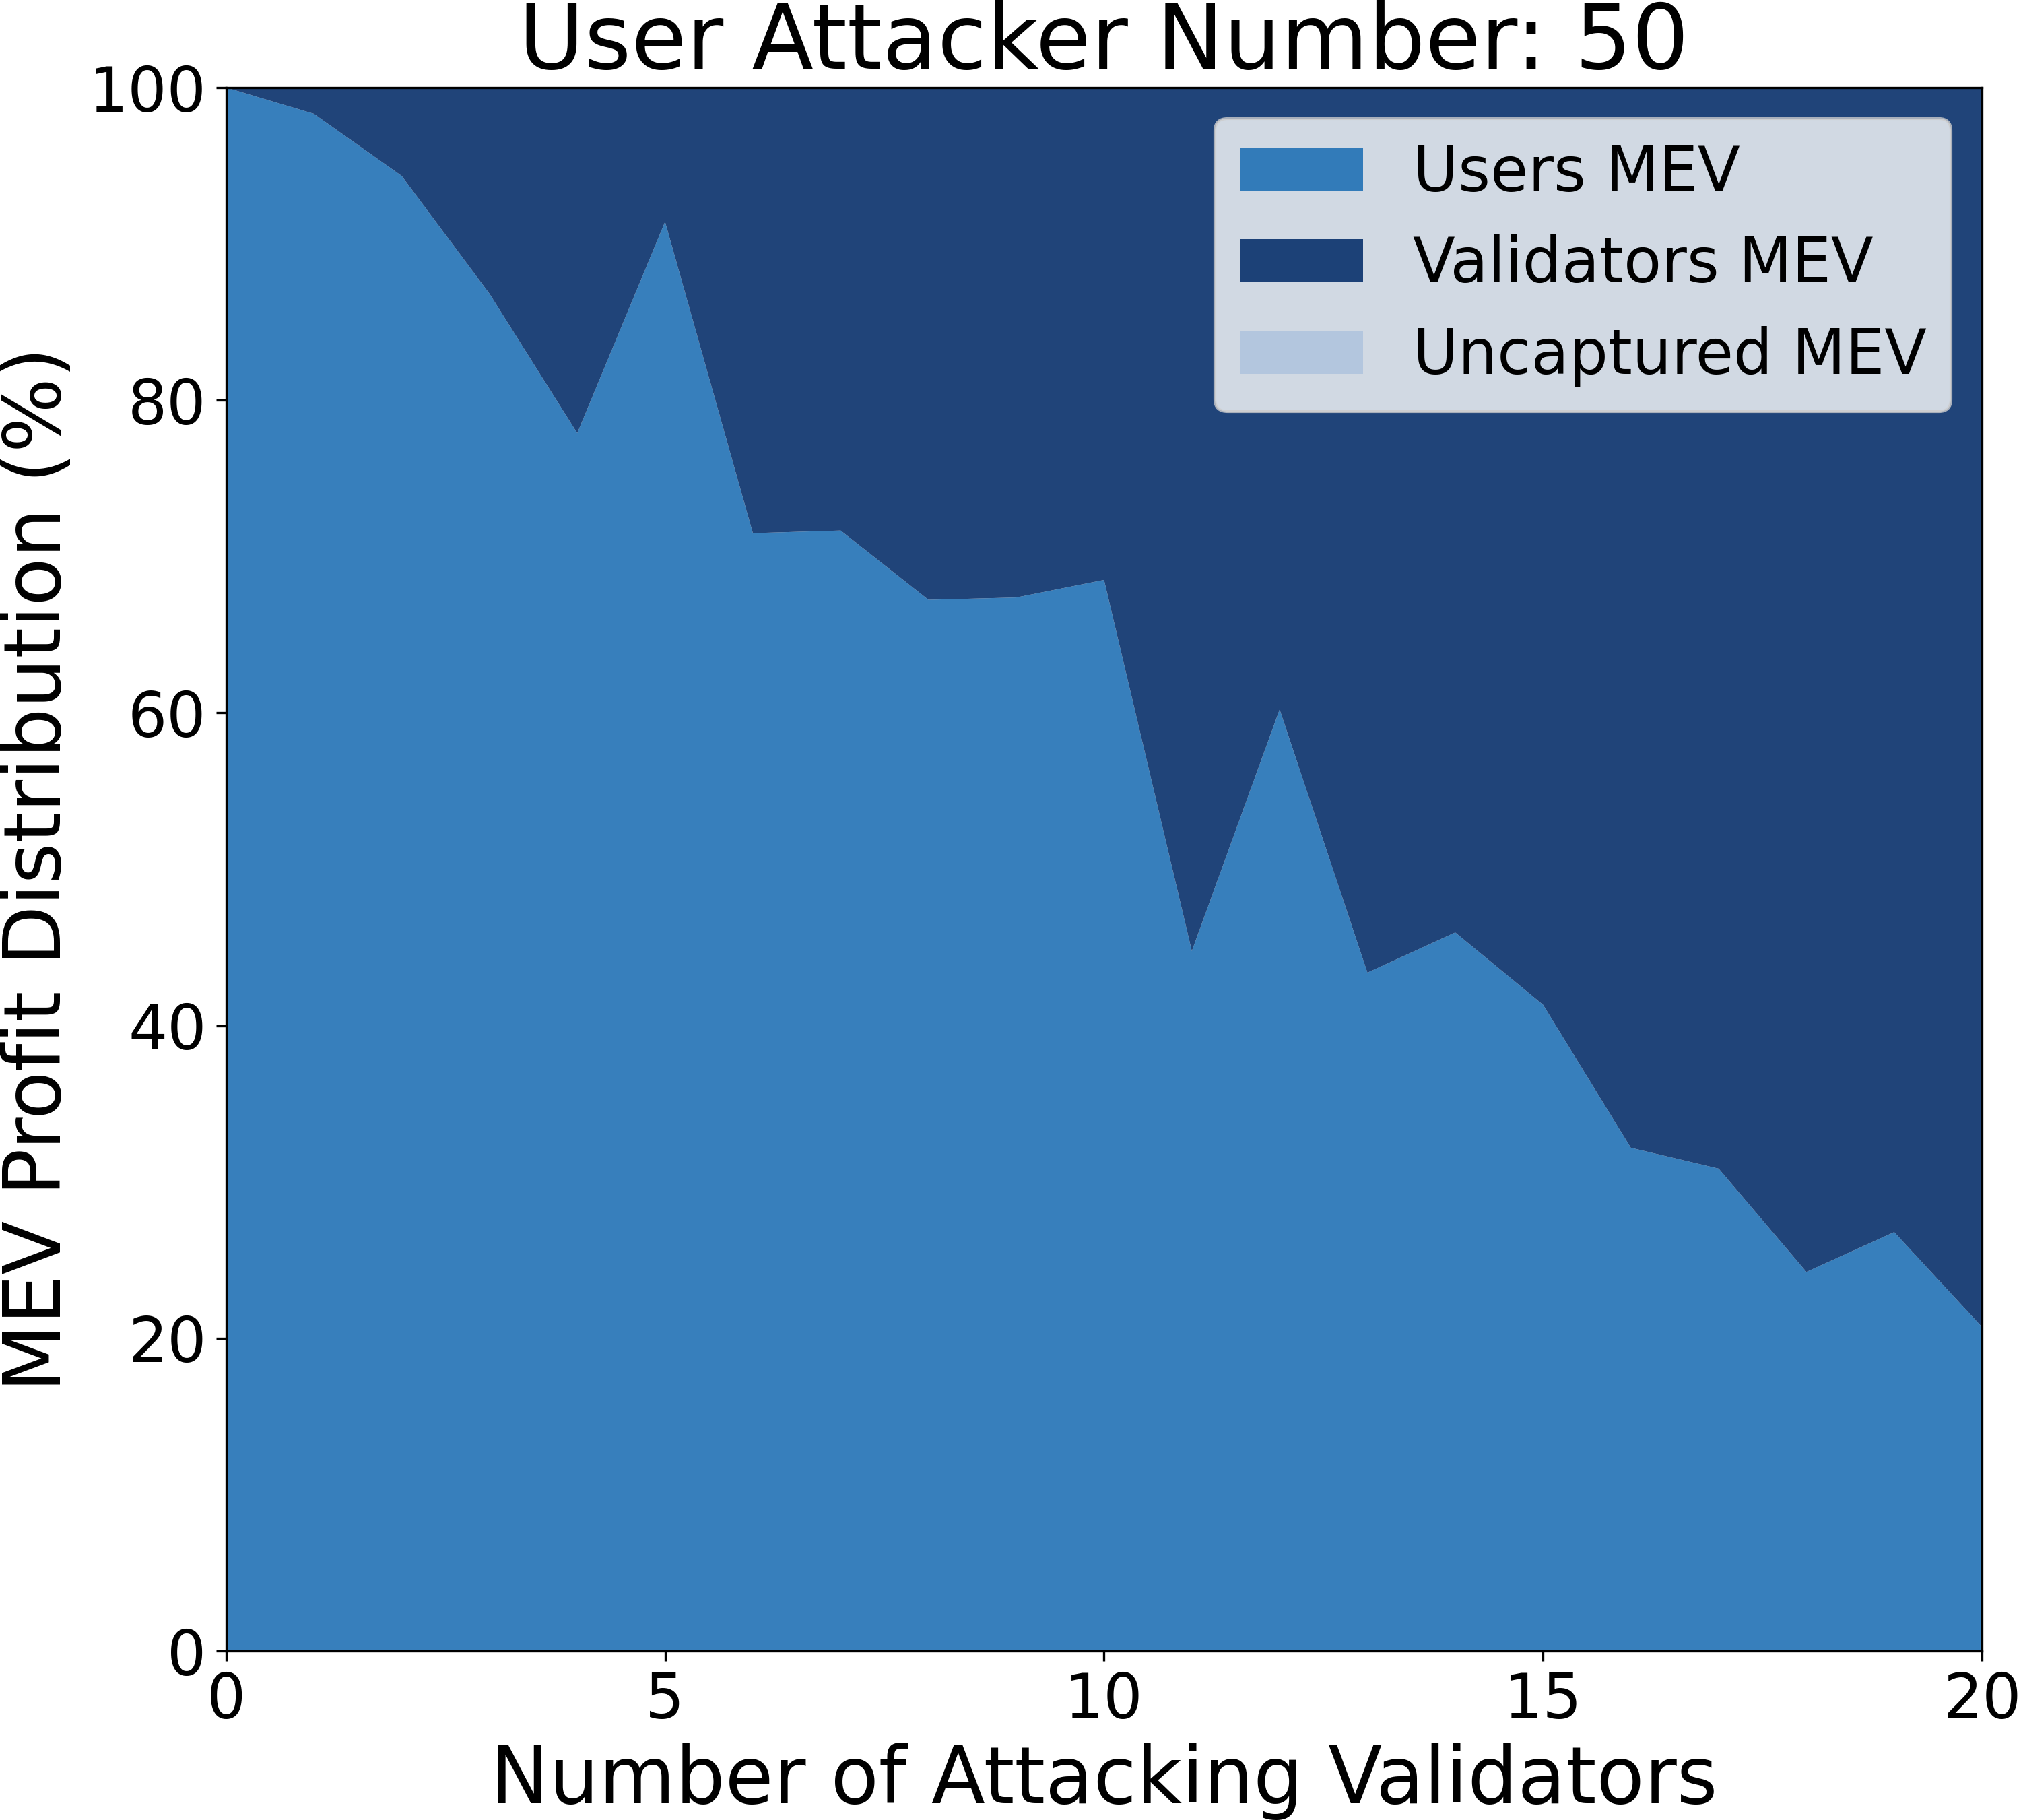 User Attacker Number: 50
MEV Profit Distribution (%)
100
80
60
40
20
0
Users MEV
Validators MEV
Uncaptured MEV
0 5 10 15 20
Number of Attacking Validators